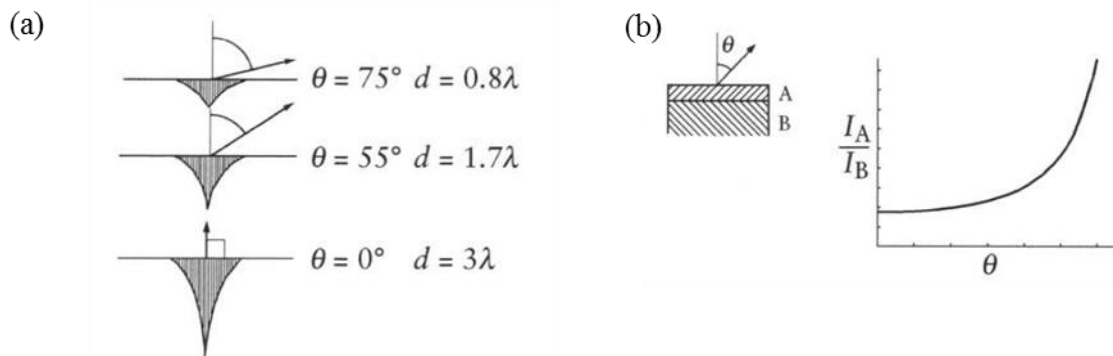 (a)
θ = 75° d = 0.8λ
θ = 55° d = 1.7λ
θ = 0° d = 3λ
(b)
θ
A
B
I_A
I_B
θ